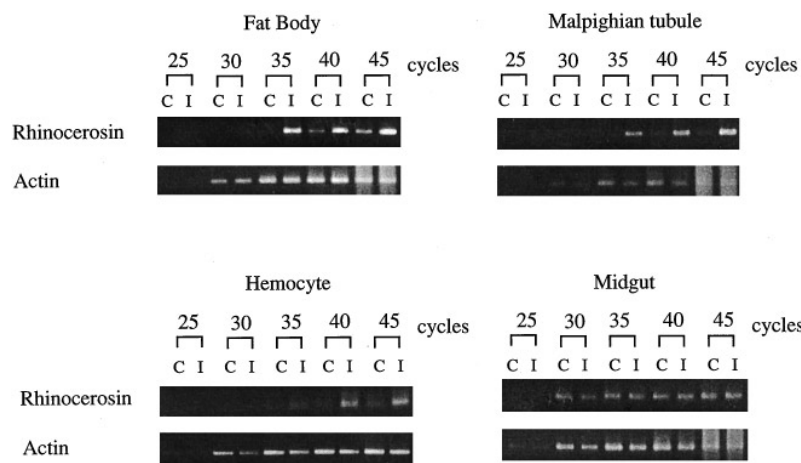 Fat Body
25 30 35 40 45 cycles
C I C I C I C I C I
Rhinocerosin
Actin
Malpighian tubule
25 30 35 40 45 cycles
C I C I C I C I C I
Hemocyte
25 30 35 40 45 cycles
C I C I C I C I C I
Rhinocerosin
Actin
Midgut
25 30 35 40 45 cycles
C I C I C I C I C I